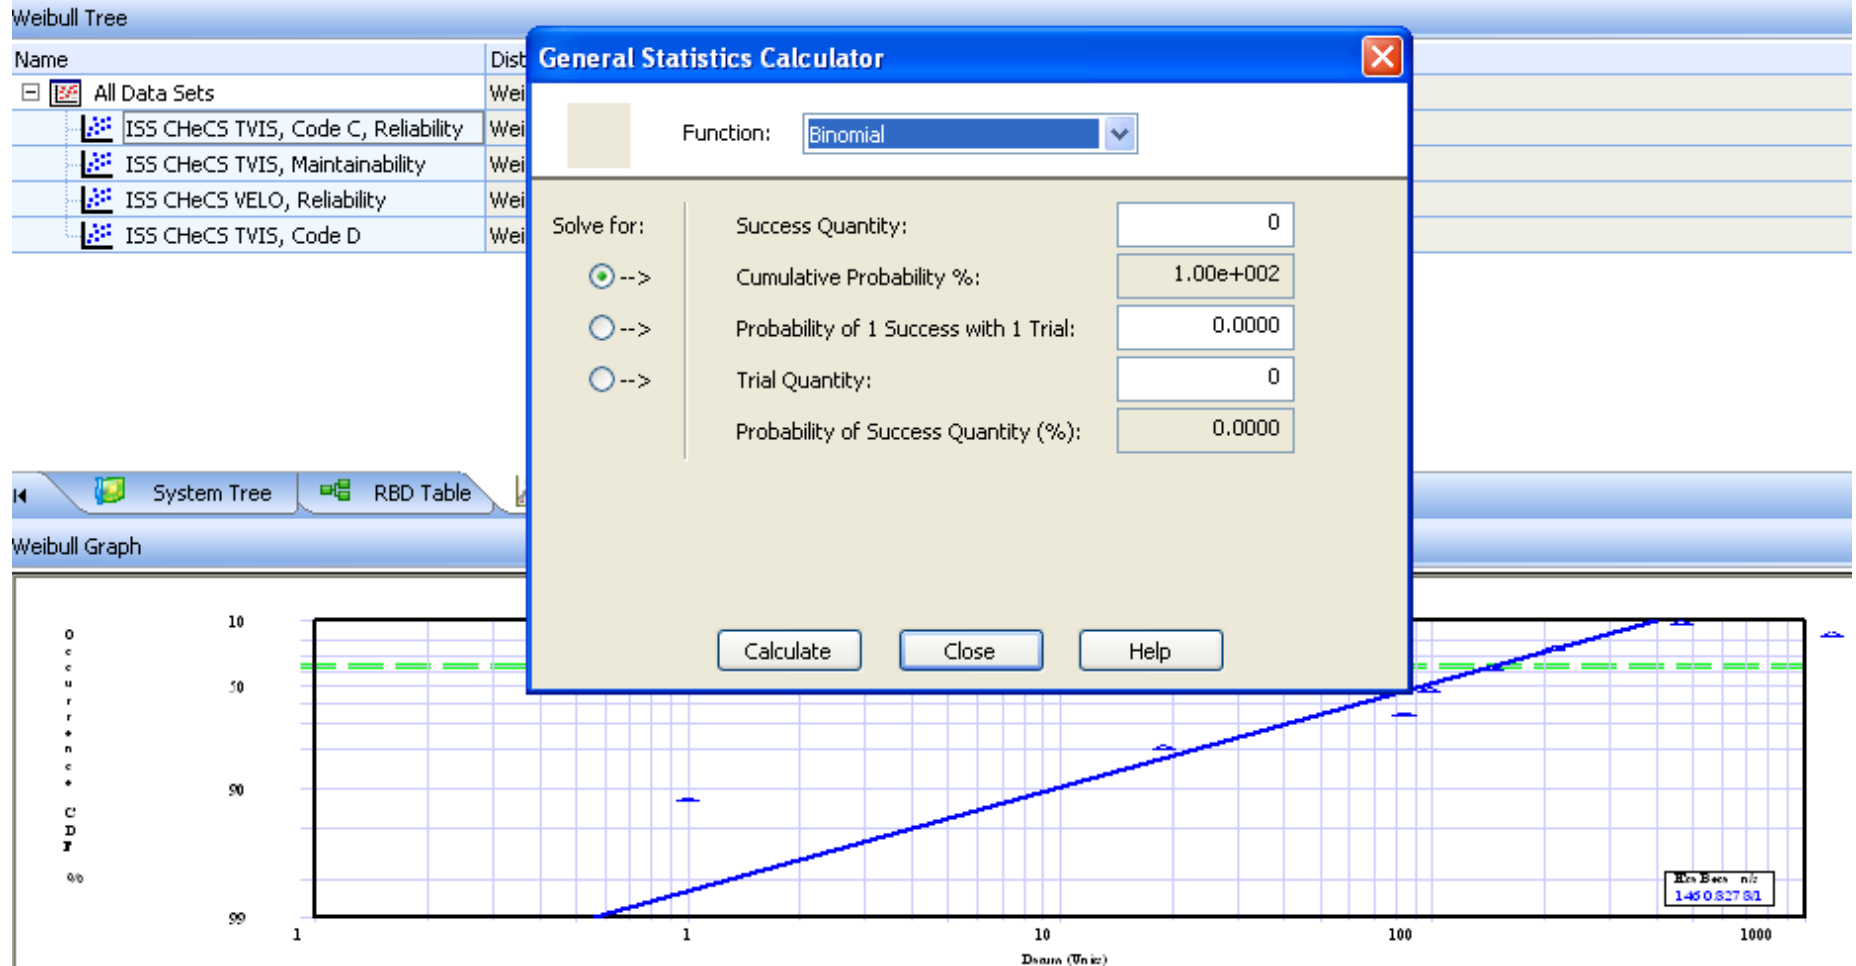 Weibull Tree
Name
Dist
All Data Sets
Wei
ISS CHeCS TVIS, Code C, Reliability
Wei
ISS CHeCS TVIS, Maintainability
Wei
ISS CHeCS VELO, Reliability
Wei
ISS CHeCS TVIS, Code D
Wei
General Statistics Calculator
Function:
Binomial
Solve for:
Success Quantity:
0
-->
Cumulative Probability %:
1.00e+002
-->
Probability of 1 Success with 1 Trial:
0.0000
-->
Trial Quantity:
0
Probability of Success Quantity (%):
0.0000
Calculate
Close
Help
System Tree
RBD Table
Weibull Graph
Occurrence CDF %
10
50
90
99
1
1
10
100
1000